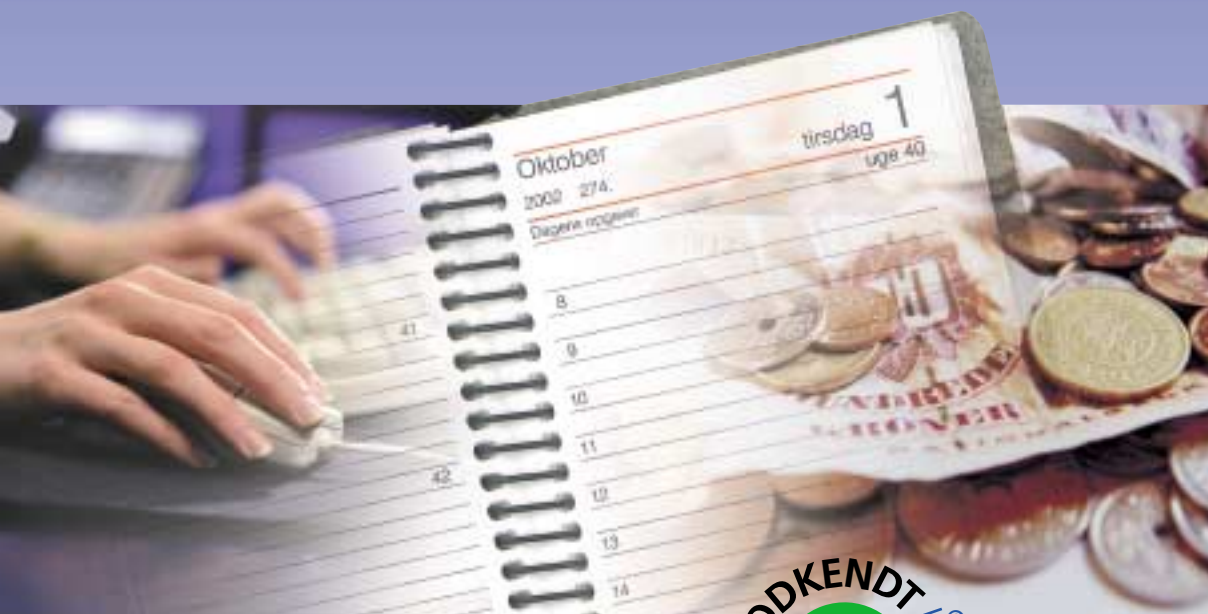 Oktober
tirsdag 1
2002 274.
uge 40
Dagens opgaver
8
41
9
10
11
42
12
13
14
HUNDREDE
KRONER
ODKENDT